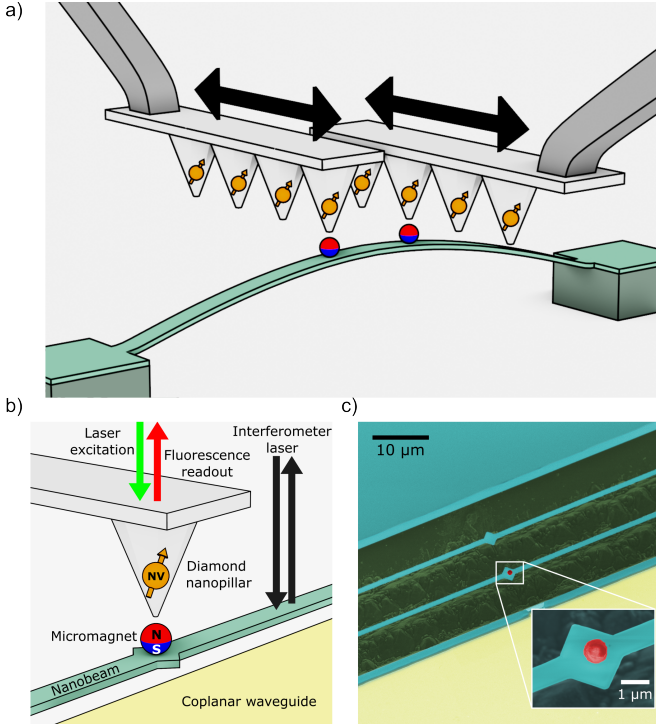 a)
b)
Laser
excitation
Fluorescence
readout
Interferometer
laser
NV
Diamond
nanopillar
Micromagnet
N
S
Nanobeam
Coplanar waveguide
c)
10 μm
1 μm